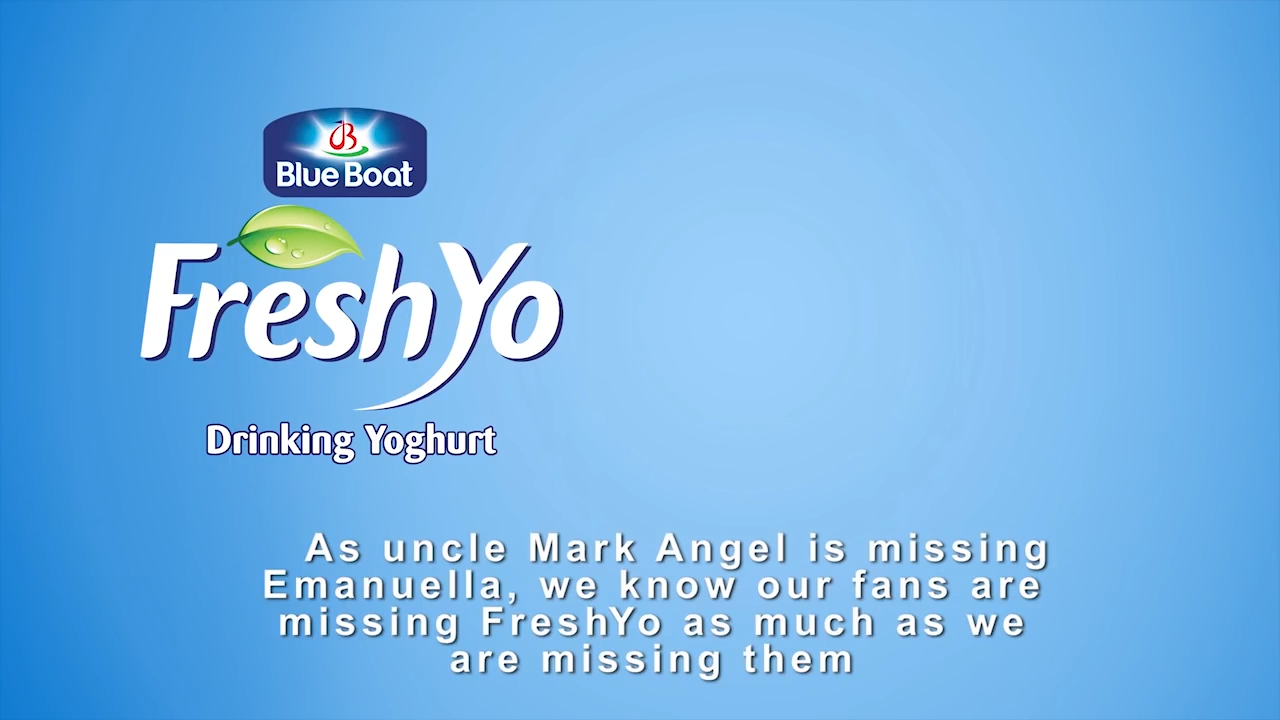 Blue Boat
FreshYo
Drinking Yoghurt
As uncle Mark Angel is missing
Emanuella, we know our fans are
missing FreshYo as much as we
are missing them